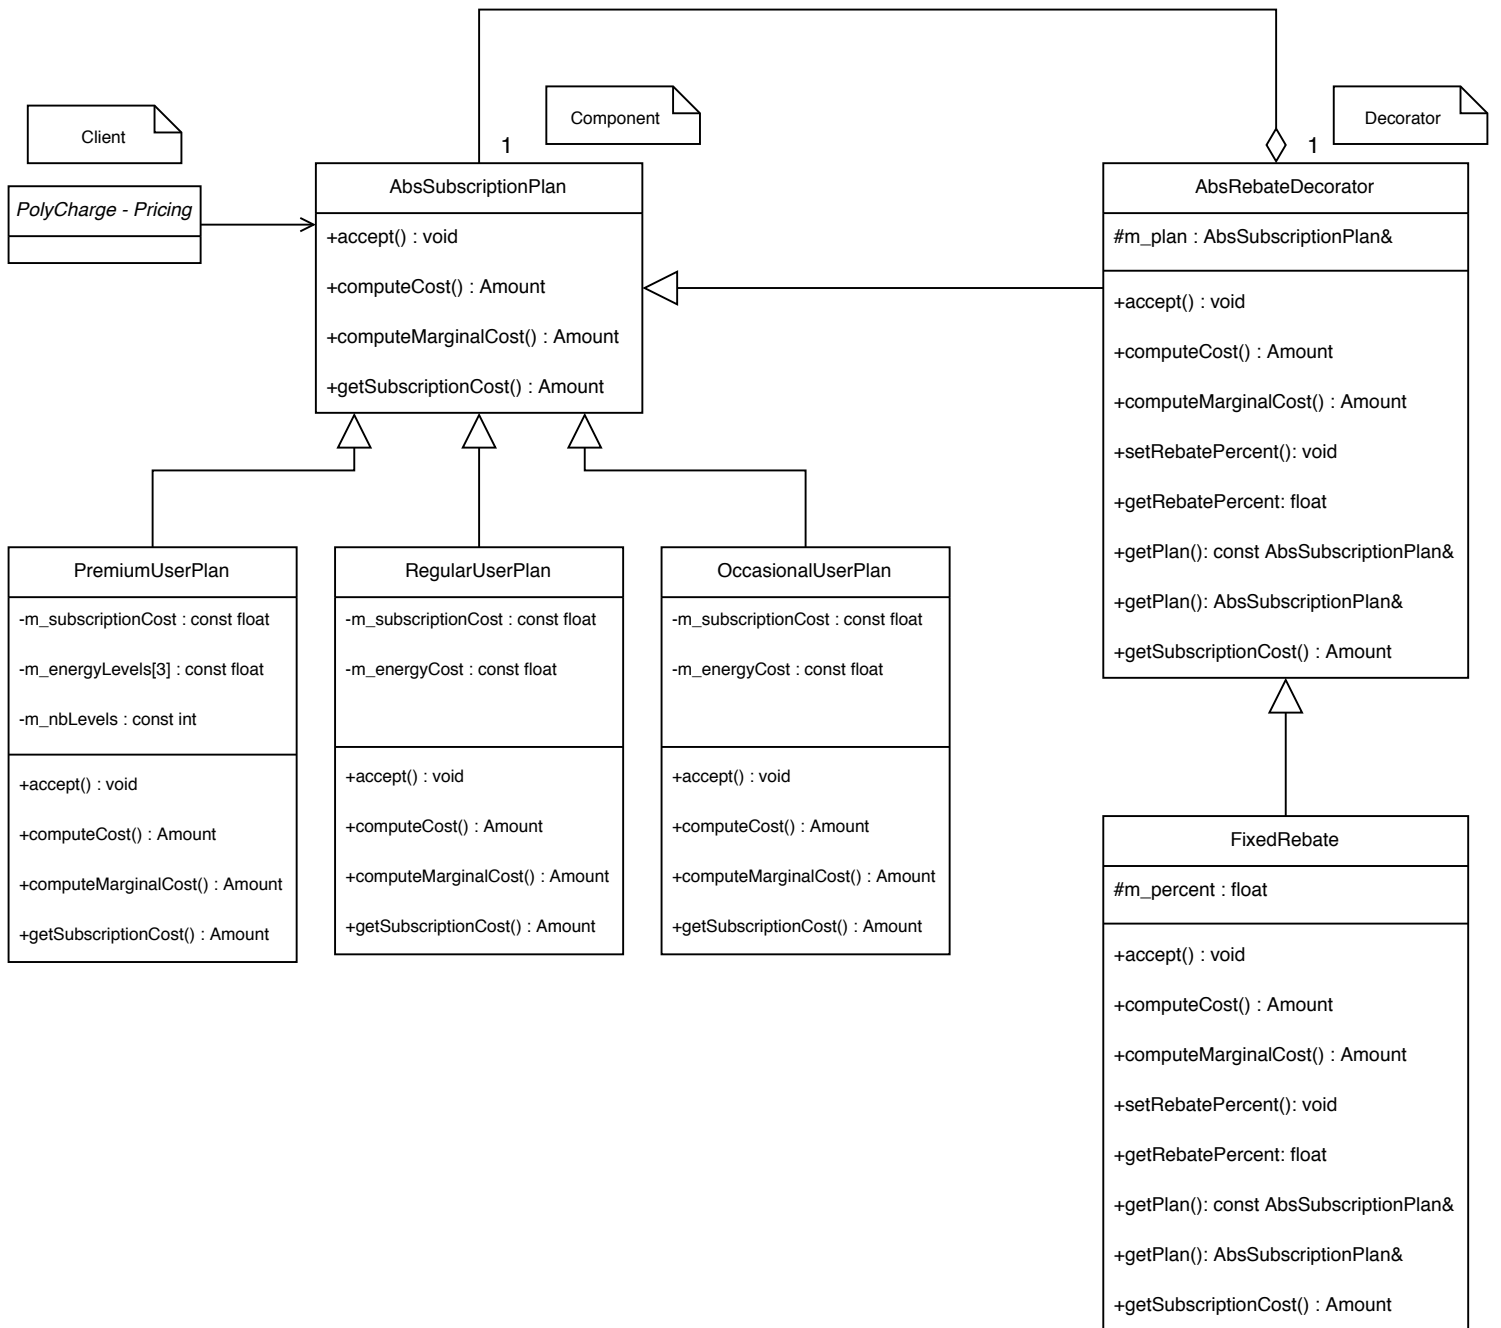 Client
Component
Decorator
1
1
PolyCharge - Pricing
AbsSubscriptionPlan
+accept() : void
+computeCost() : Amount
+computeMarginalCost() : Amount
+getSubscriptionCost() : Amount
AbsRebateDecorator
#m_plan : AbsSubscriptionPlan&
+accept() : void
+computeCost() : Amount
+computeMarginalCost() : Amount
+setRebatePercent(): void
+getRebatePercent: float
+getPlan(): const AbsSubscriptionPlan&
+getPlan(): AbsSubscriptionPlan&
+getSubscriptionCost() : Amount
PremiumUserPlan
-m_subscriptionCost : const float
-m_energyLevels[3] : const float
-m_nbLevels : const int
+accept() : void
+computeCost() : Amount
+computeMarginalCost() : Amount
+getSubscriptionCost() : Amount
RegularUserPlan
-m_subscriptionCost : const float
-m_energyCost : const float
+accept() : void
+computeCost() : Amount
+computeMarginalCost() : Amount
+getSubscriptionCost() : Amount
OccasionalUserPlan
-m_subscriptionCost : const float
-m_energyCost : const float
+accept() : void
+computeCost() : Amount
+computeMarginalCost() : Amount
+getSubscriptionCost() : Amount
FixedRebate
#m_percent : float
+accept() : void
+computeCost() : Amount
+computeMarginalCost() : Amount
+setRebatePercent(): void
+getRebatePercent: float
+getPlan(): const AbsSubscriptionPlan&
+getPlan(): AbsSubscriptionPlan&
+getSubscriptionCost() : Amount